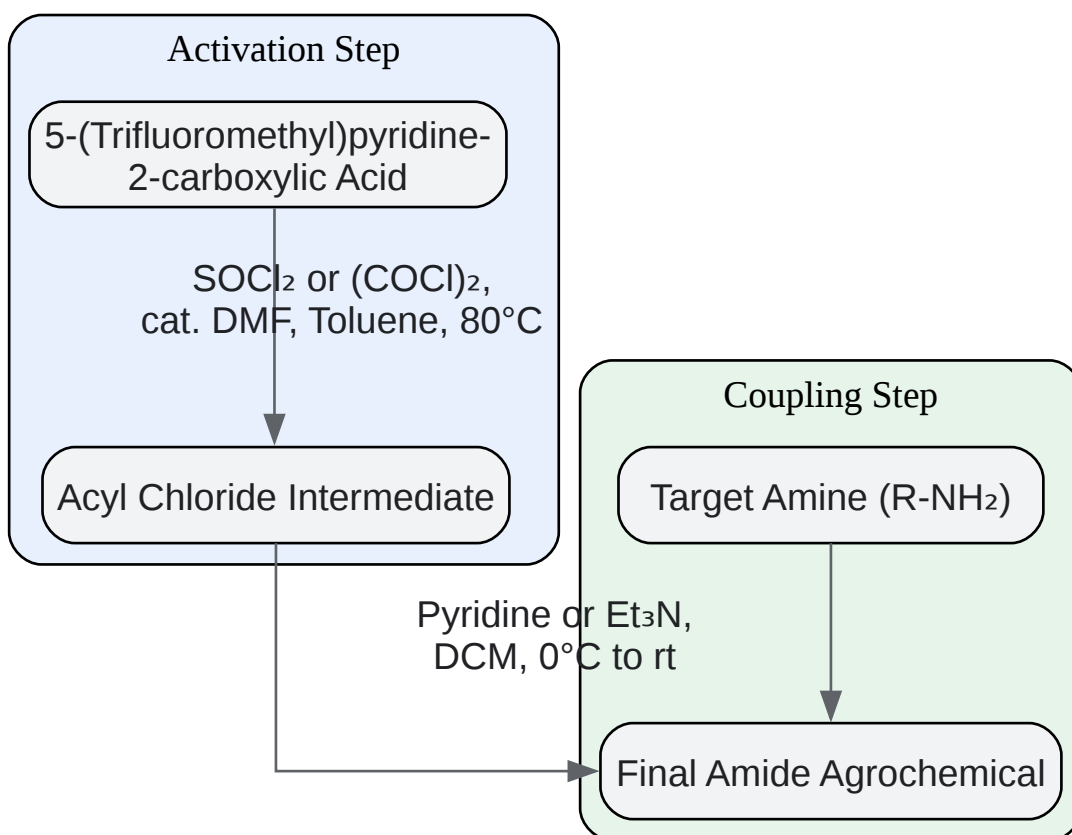 Activation Step
5-(Trifluoromethyl)pyridine-
2-carboxylic Acid
SOCl₂ or (COCl)₂,
cat. DMF, Toluene, 80°C
Acyl Chloride Intermediate
Coupling Step
Target Amine (R-NH₂)
Pyridine or Et₃N,
DCM, 0°C to rt
Final Amide Agrochemical